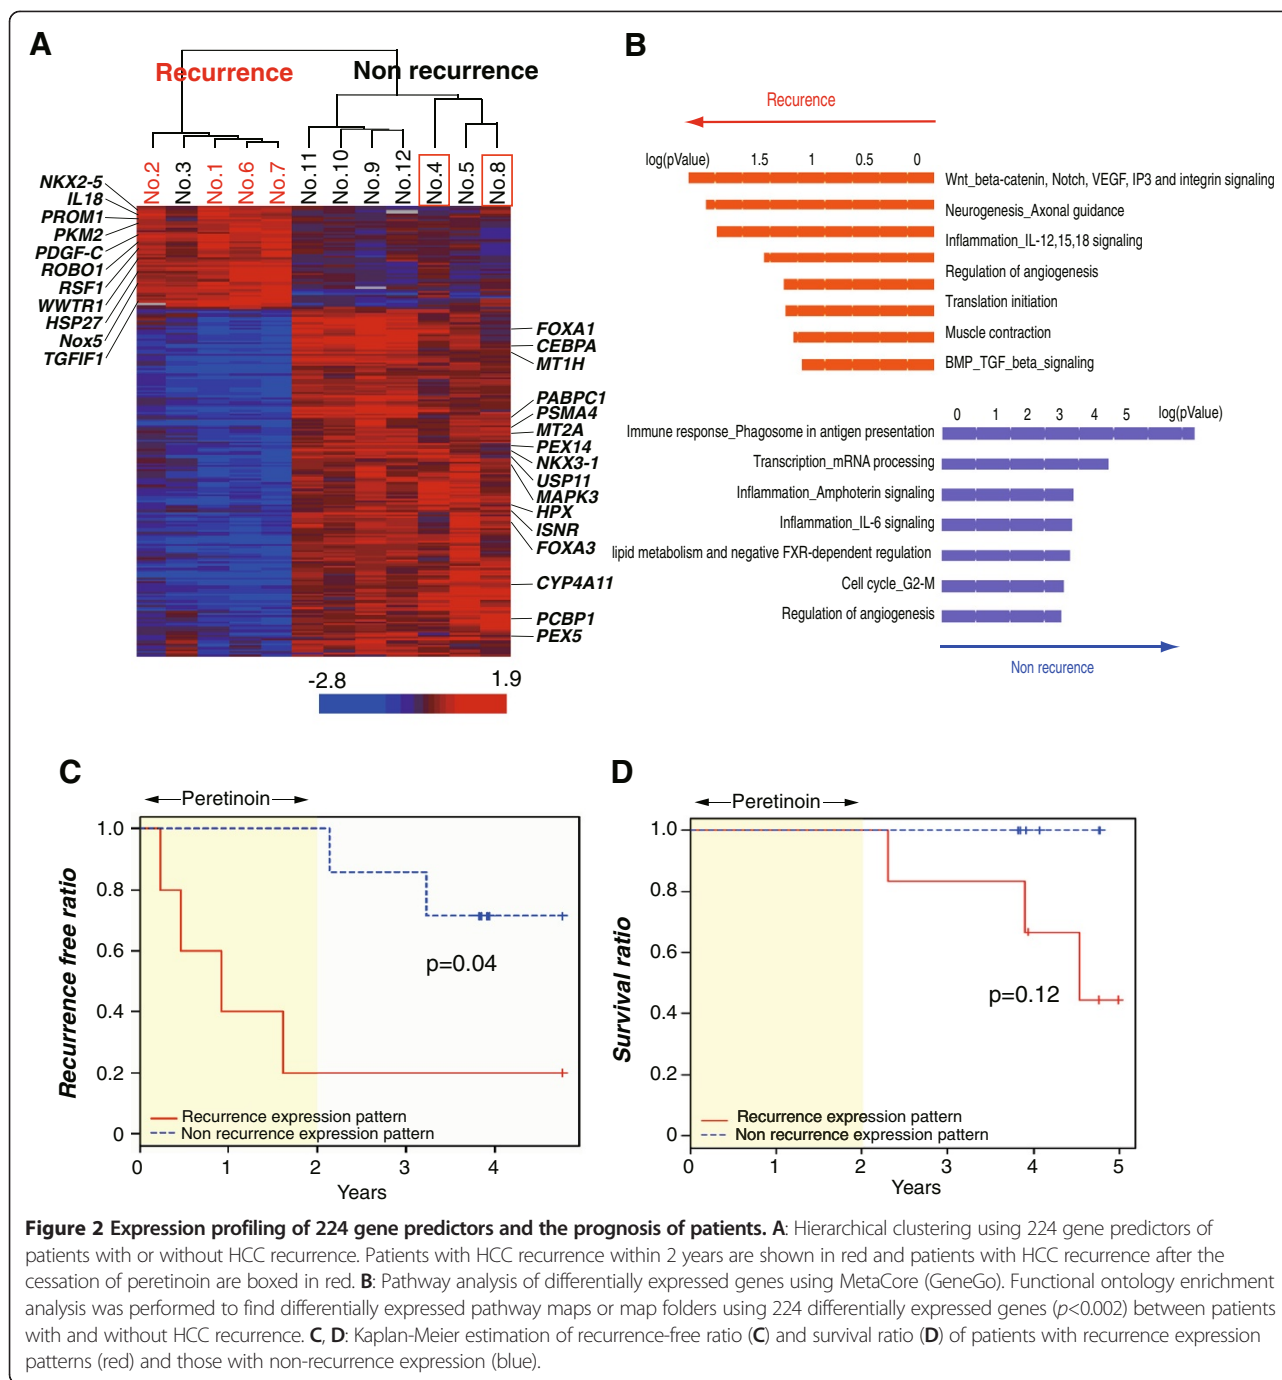 A
Recurrence
Non recurrence
No.2
No.3
No.1
No.6
No.7
No.11
No.10
No.9
No.12
No.4
No.5
No.8
NKX2-5
IL18
PROM1
PKM2
PDGF-C
ROBO1
RSF1
WWTR1
HSP27
Nox5
TGFIF1
FOXA1
CEBPA
MT1H
PABPC1
PSMA4
MT2A
PEX14
NKX3-1
USP11
MAPK3
HPX
ISNR
FOXA3
CYP4A11
PCBP1
PEX5
-2.8 1.9
B
Recurence
log(pValue) 1.5 1 0.5 0
Wnt_beta-catenin, Notch, VEGF, IP3 and integrin signaling
Neurogenesis_Axonal guidance
Inflammation_IL-12,15,18 signaling
Regulation of angiogenesis
Translation initiation
Muscle contraction
BMP_TGF_beta_signaling
0 1 2 3 4 5 log(pValue)
Immune response_Phagosome in antigen presentation
Transcription_mRNA processing
Inflammation_Amphoterin signaling
Inflammation_IL-6 signaling
lipid metabolism and negative FXR-dependent regulation
Cell cycle_G2-M
Regulation of angiogenesis
Non recurence
C
Peretinoin
1.0
0.8
0.6
0.4
0.2
0
Recurrence free ratio
p=0.04
Recurrence expression pattern
Non recurrence expression pattern
0 1 2 3 4
Years
D
Peretinoin
1.0
0.8
0.6
0.4
0.2
0
Survival ratio
p=0.12
Recurrence expression pattern
Non recurrence expression pattern
0 1 2 3 4 5
Years
Figure 2 Expression profiling of 224 gene predictors and the prognosis of patients. A: Hierarchical clustering using 224 gene predictors of
patients with or without HCC recurrence. Patients with HCC recurrence within 2 years are shown in red and patients with HCC recurrence after the
cessation of peretinoin are boxed in red. B: Pathway analysis of differentially expressed genes using MetaCore (GeneGo). Functional ontology enrichment
analysis was performed to find differentially expressed pathway maps or map folders using 224 differentially expressed genes (p<0.002) between patients
with and without HCC recurrence. C, D: Kaplan-Meier estimation of recurrence-free ratio (C) and survival ratio (D) of patients with recurrence expression
patterns (red) and those with non-recurrence expression (blue).